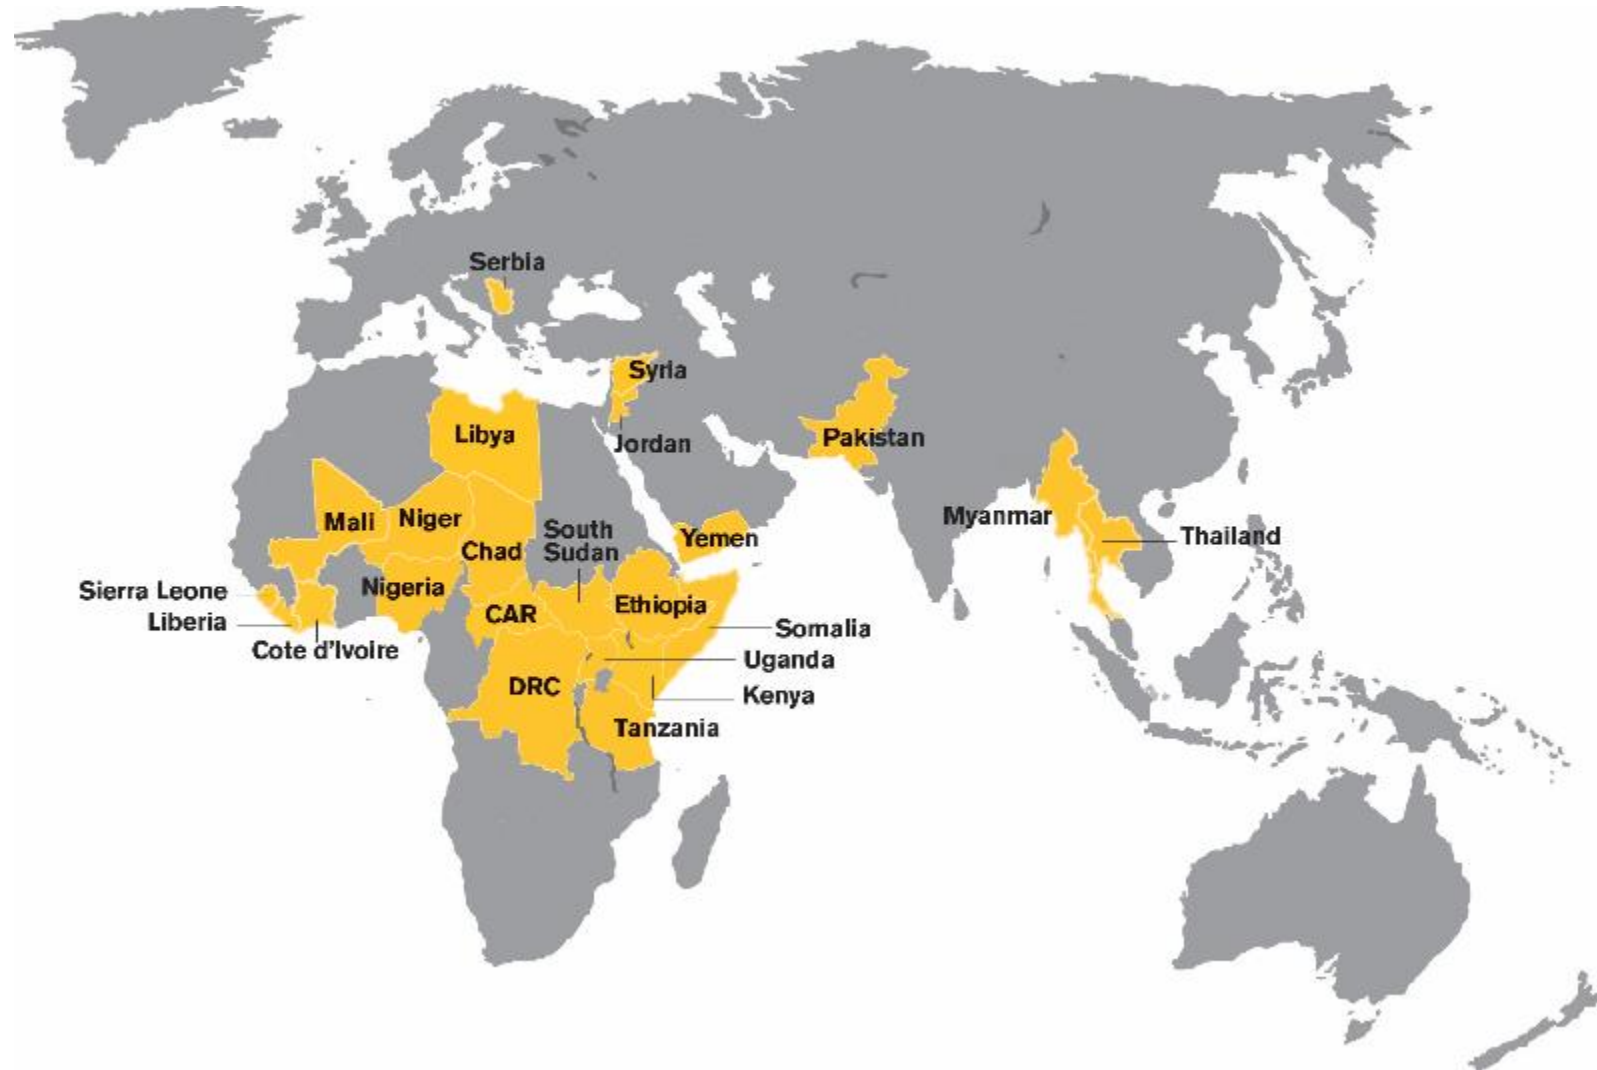 Serbia
Syria
Libya
Jordan
Pakistan
Mali
Niger
Myanmar
South
Sudan
Yemen
Thailand
Chad
Nigeria
Sierra Leone
CAR
Ethiopia
Liberia
Somalia
Cote d'Ivoire
Uganda
DRC
Kenya
Tanzania